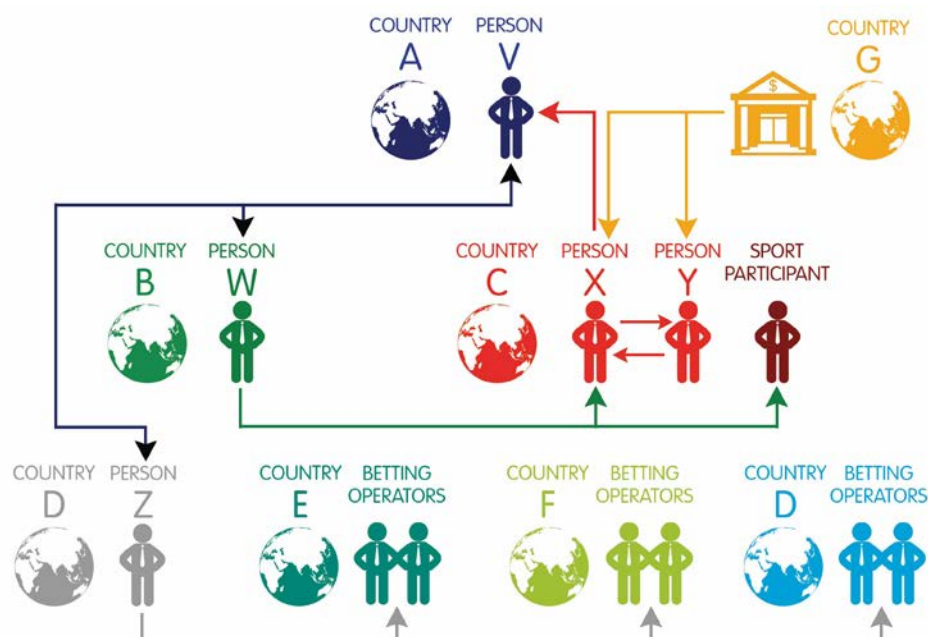 COUNTRY
A
PERSON
V
COUNTRY
G
$
COUNTRY
B
PERSON
W
COUNTRY
C
PERSON
X
PERSON
Y
SPORT
PARTICIPANT
COUNTRY
D
PERSON
Z
COUNTRY
E
BETTING
OPERATORS
COUNTRY
F
BETTING
OPERATORS
COUNTRY
D
BETTING
OPERATORS